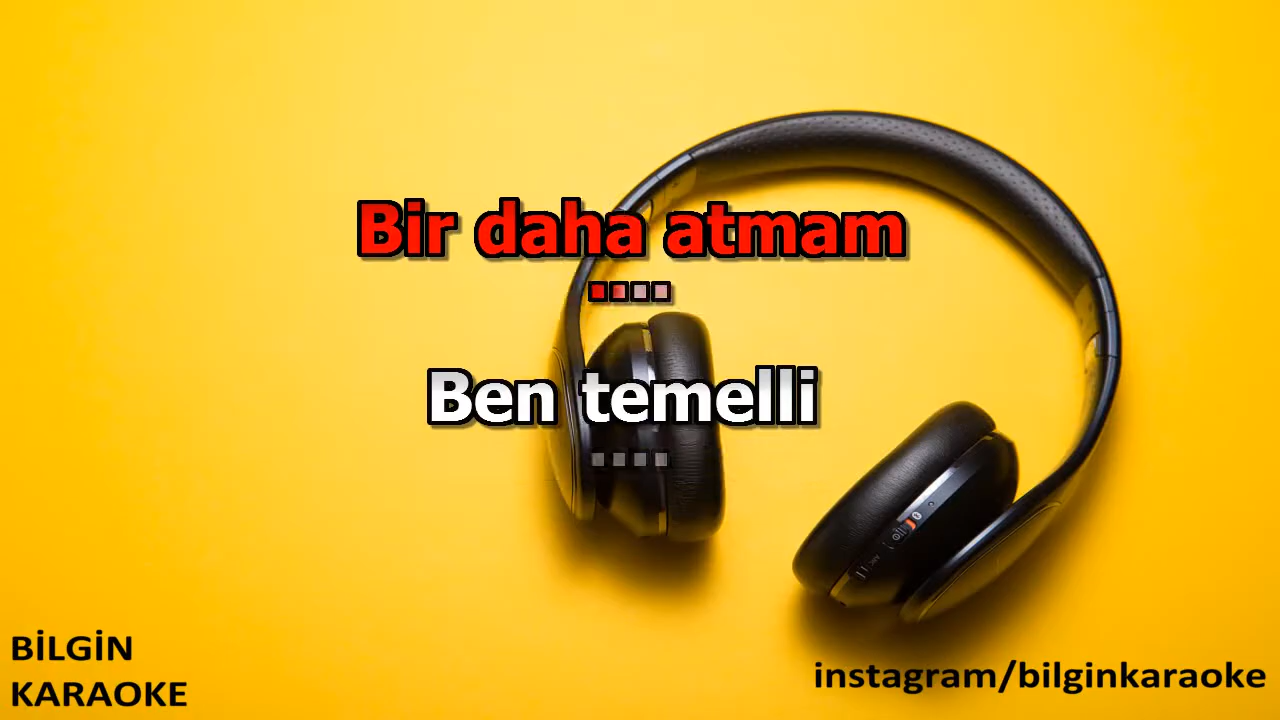 Bir daha atmam
Ben temelli
BİLGİN
KARAOKE
instagram/bilginkaraoke